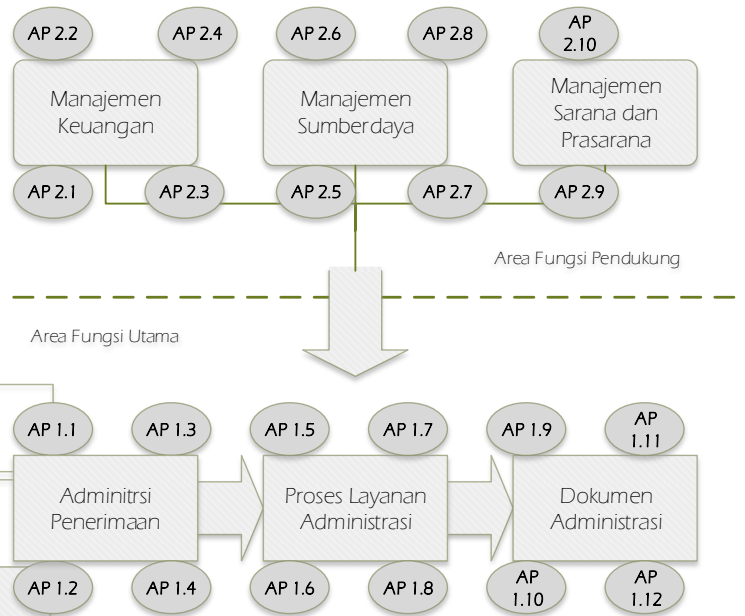 AP 2.2
AP 2.4
AP 2.6
AP 2.8
AP
2.10
Manajemen
Keuangan
Manajemen
Sumberdaya
Manajemen
Sarana dan
Prasarana
AP 2.1
AP 2.3
AP 2.5
AP 2.7
AP 2.9
Area Fungsi Pendukung
Area Fungsi Utama
AP 1.1
AP 1.3
AP 1.5
AP 1.7
AP 1.9
AP
1.11
Adminitrsi
Penerimaan
Proses Layanan
Administrasi
Dokumen
Administrasi
AP 1.2
AP 1.4
AP 1.6
AP 1.8
AP
1.10
AP
1.12